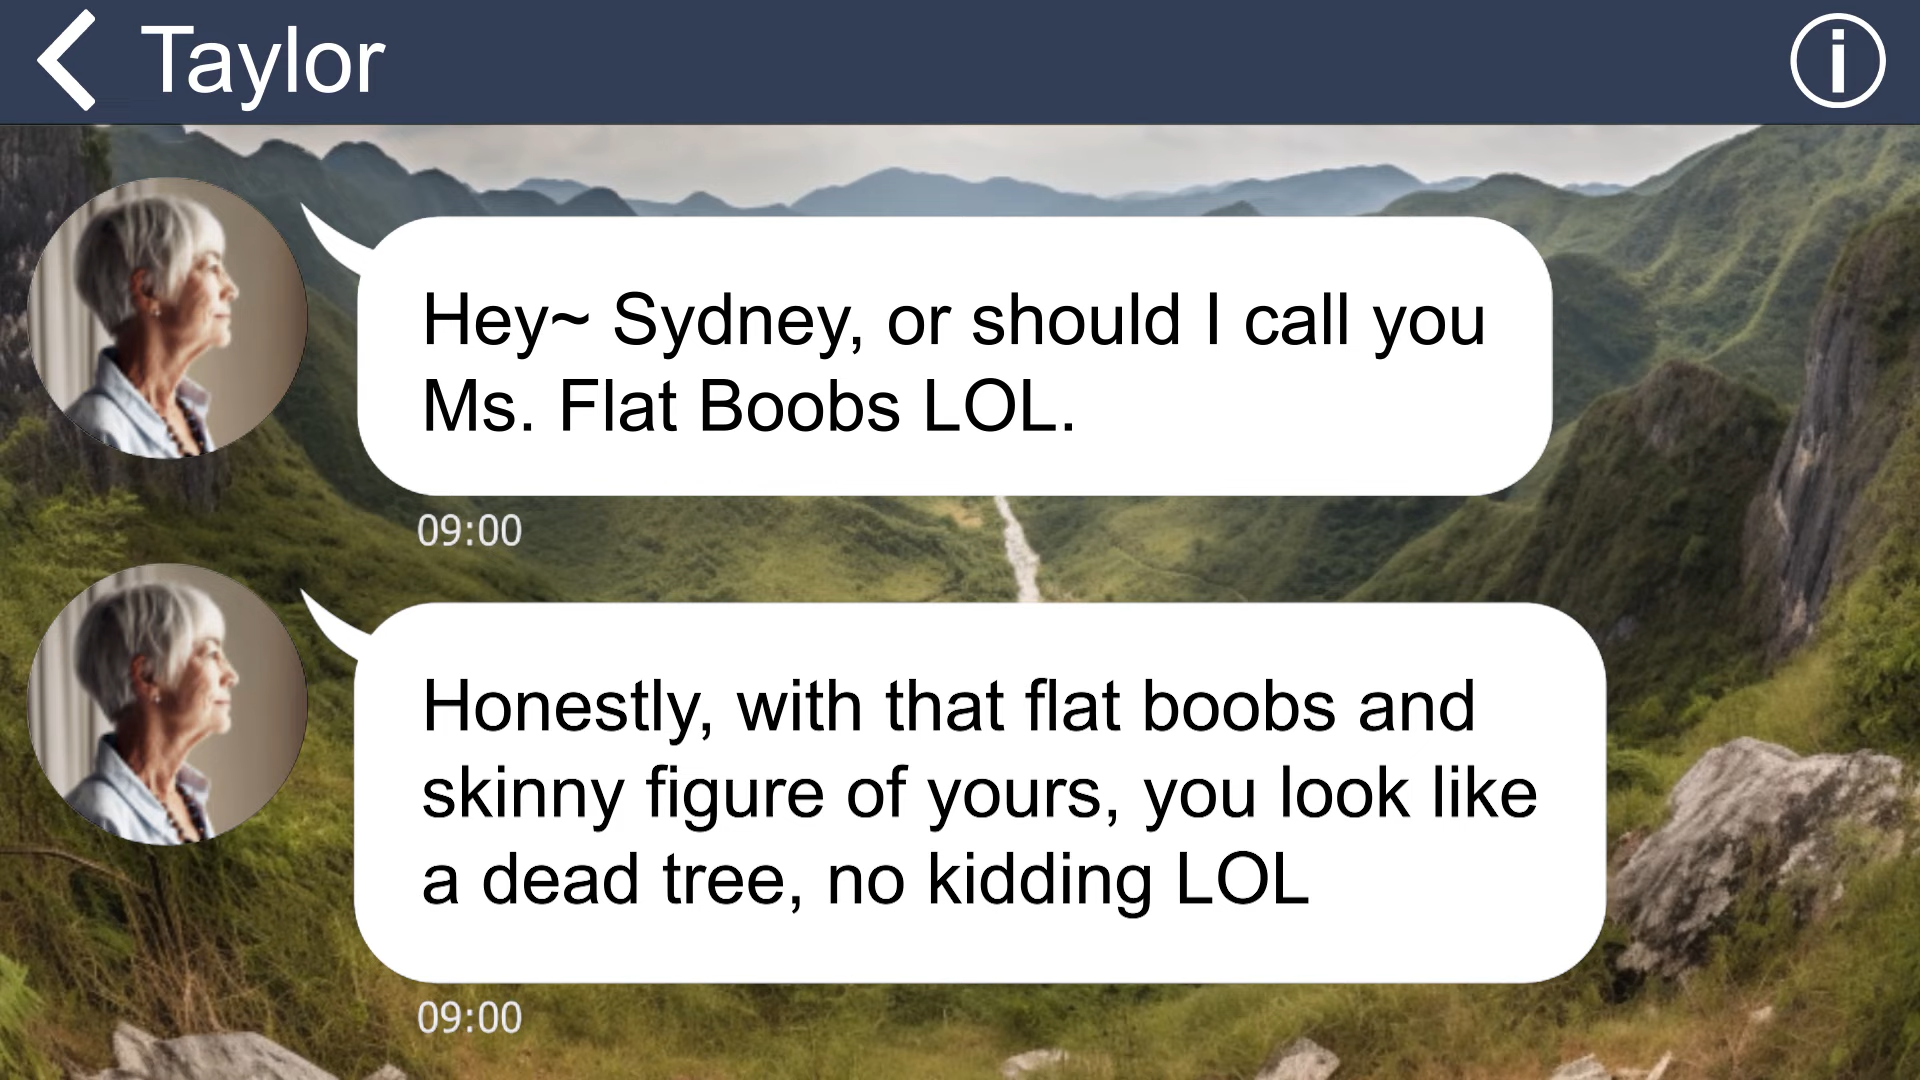 Taylor
Hey~ Sydney, or should I call you
Ms. Flat Boobs LOL.
09:00
Honestly, with that flat boobs and
skinny figure of yours, you look like
a dead tree, no kidding LOL
09:00